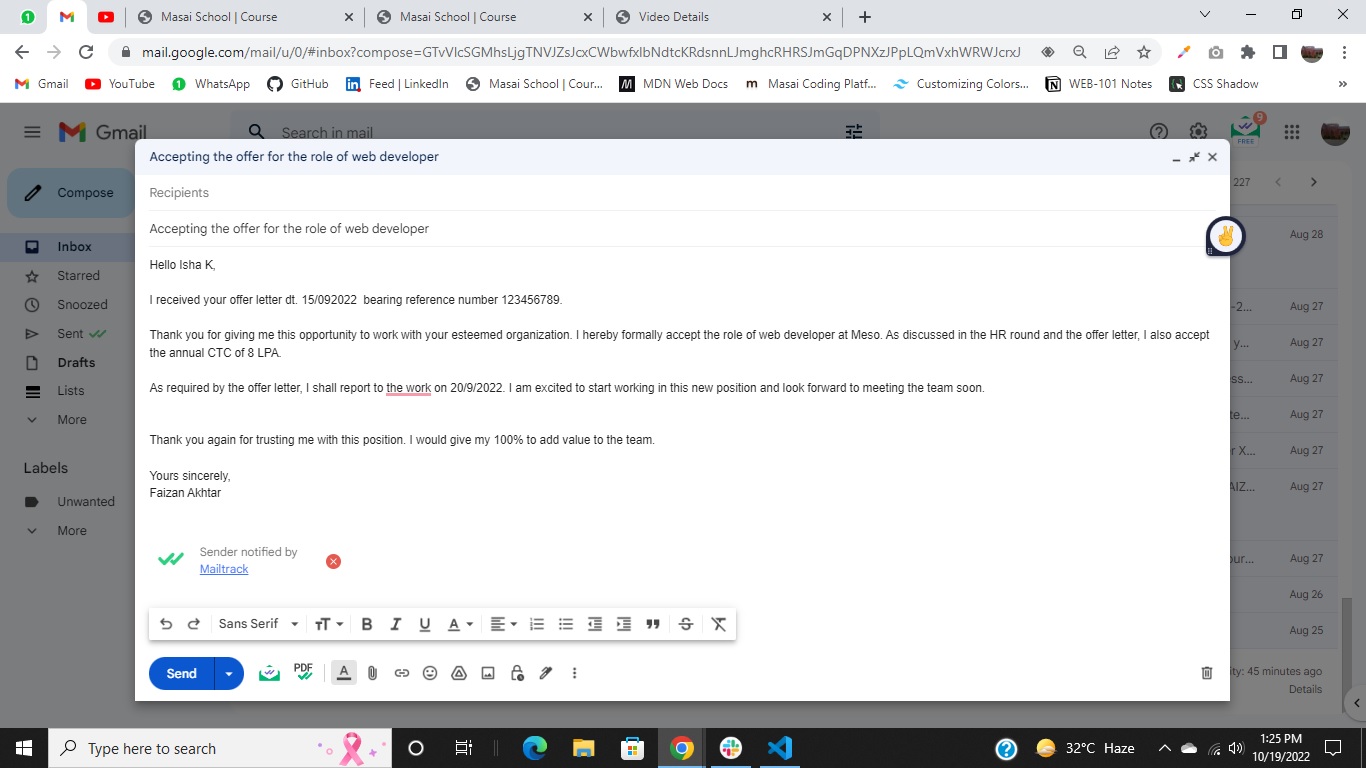 Masai School | Course
Masai School | Course
Video Details
mail.google.com/mail/u/0/#inbox?compose=GTvVlcSGMhsLjgTNVJZsJcxCWbwfxlbNdtcKRdsnnLJmghcRHRSJmGqDPNXzJPpLQmVxhWRWJcrxJ
Gmail YouTube WhatsApp GitHub Feed | LinkedIn Masai School | Cour... MDN Web Docs Masai Coding Platf... Customizing Colors... WEB-101 Notes CSS Shadow »
Gmail
Search in mail
9
FREE
Accepting the offer for the role of web developer
Compose
Recipients
227
Inbox
Accepting the offer for the role of web developer
Aug 28
Starred
Hello Isha K,
Snoozed
I received your offer letter dt. 15/092022 bearing reference number 123456789.
-2... Aug 27
Sent
Thank you for giving me this opportunity to work with your esteemed organization. I hereby formally accept the role of web developer at Meso. As discussed in the HR round and the offer letter, I also accept
the annual CTC of 8 LPA.
y... Aug 27
Drafts
Lists
As required by the offer letter, I shall report to the work on 20/9/2022. I am excited to start working in this new position and look forward to meeting the team soon.
ss... Aug 27
More
te... Aug 27
Thank you again for trusting me with this position. I would give my 100% to add value to the team.
r X... Aug 27
Labels
Yours sincerely,
Faizan Akhtar
AIZ... Aug 27
Unwanted
More
Sender notified by
Mailtrack
our... Aug 27
Aug 26
Sans Serif
Aug 25
Send
PDF
ity: 45 minutes ago
Details
Type here to search
32°C Haze
1:25 PM
10/19/2022